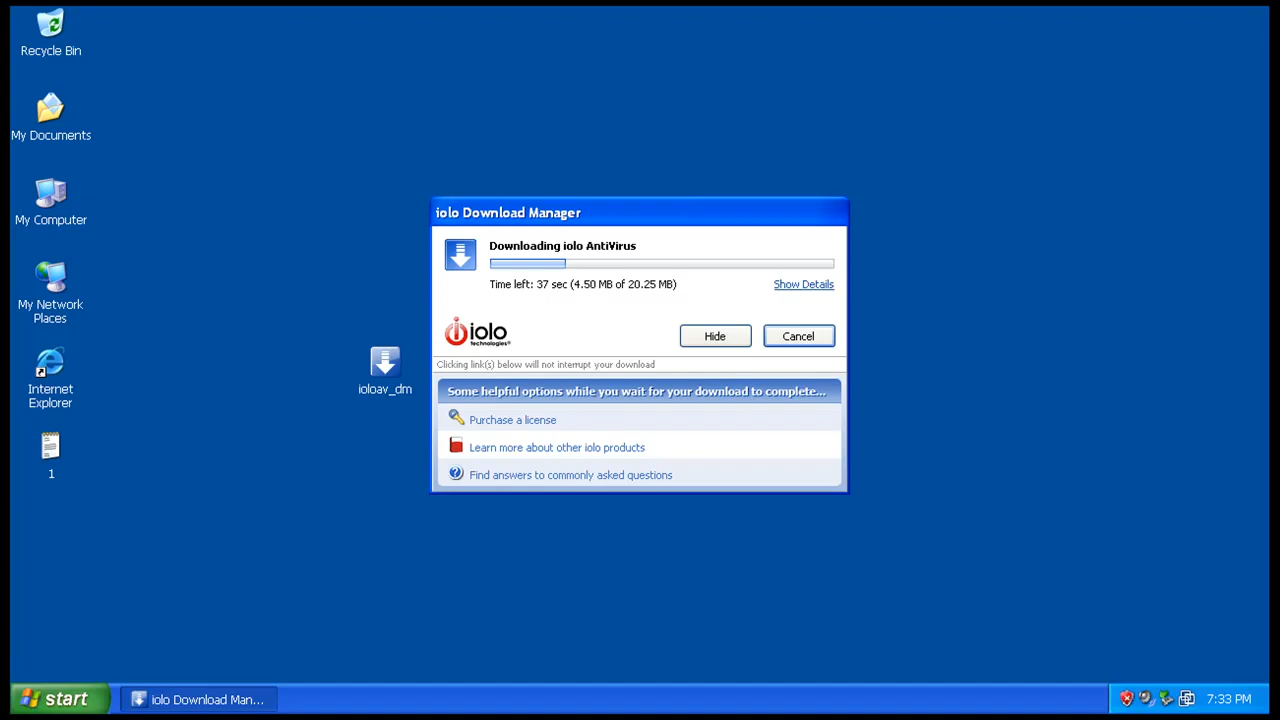 Recycle Bin
My Documents
My Computer
My Network
Places
Internet
Explorer
1
ioloav_dm
iolo Download Manager
Downloading iolo AntiVirus
Time left: 37 sec (4.50 MB of 20.25 MB)
Show Details
iolo
technologies®
Hide
Cancel
Clicking link(s) below will not interrupt your download
Some helpful options while you wait for your download to complete...
Purchase a license
Learn more about other iolo products
Find answers to commonly asked questions
start
iolo Download Man...
7:33 PM